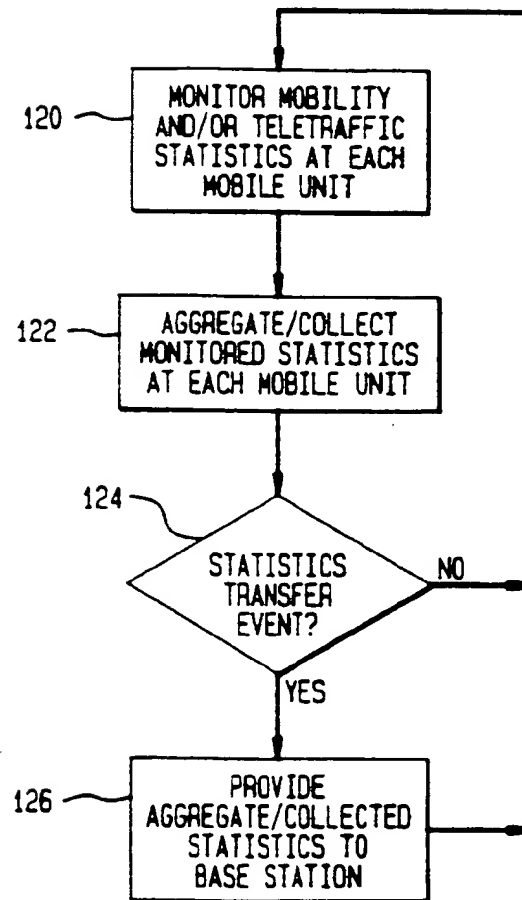 120
MONITOR MOBILITY
AND/OR TELETRAFFIC
STATISTICS AT EACH
MOBILE UNIT
122
AGGREGATE/COLLECT
MONITORED STATISTICS
AT EACH MOBILE UNIT
124
STATISTICS
TRANSFER
EVENT?
NO
YES
126
PROVIDE
AGGREGATE/COLLECTED
STATISTICS TO
BASE STATION